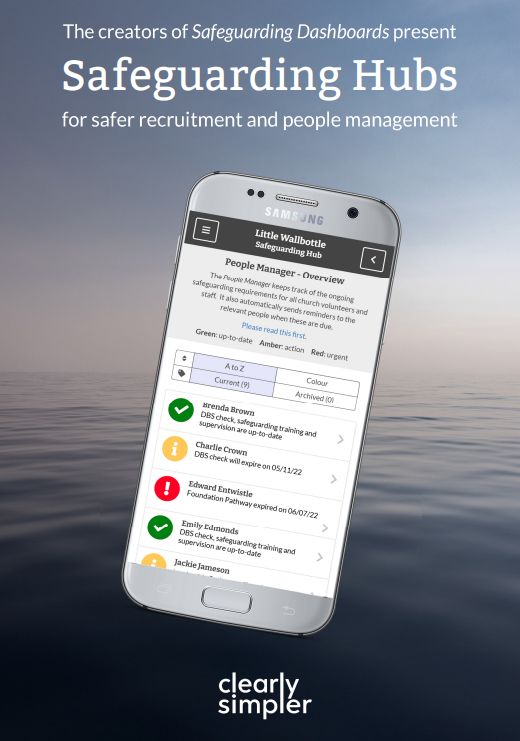 The creators of Safeguarding Dashboards present
Safeguarding Hubs
for safer recruitment and people management
SAMSUNG
Little Wallbottle
Safeguarding Hub
People Manager - Overview
The People Manager keeps track of the ongoing
safeguarding requirements for all church volunteers and
staff. It also automatically sends reminders to the
relevant people when these are due.
Please read this first.
Green: up-to-date Amber: action Red: urgent
A to Z Colour
Current (9) Archived (0)
Brenda Brown
DBS check, safeguarding training and
supervision are up-to-date
Charlie Crown
DBS check will expire on 05/11/22
Edward Entwistle
Foundation Pathway expired on 06/07/22
Emily Edmonds
DBS check, safeguarding training and
supervision are up-to-date
Jackie Jameson
clearly
simpler